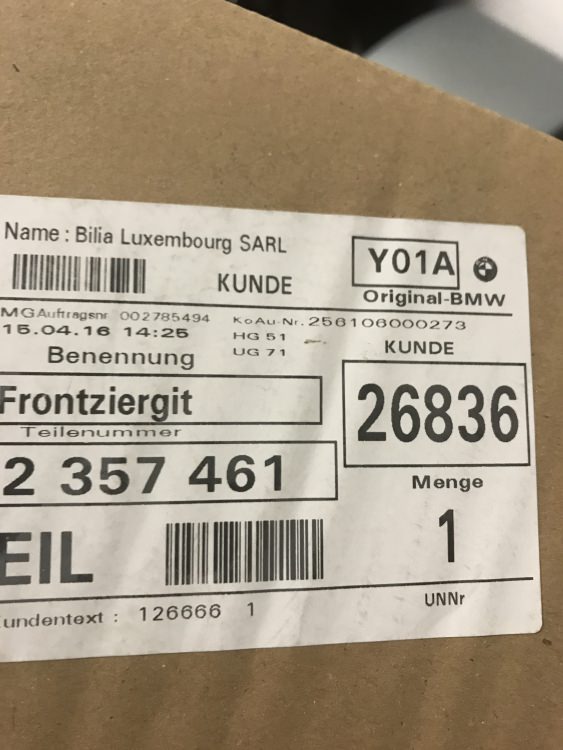 Name : Bilia Luxembourg SARL
KUNDE
Y01A
Original-BMW
MGAuftragsnr 002785494
KoAu-Nr. 256106000273
15.04.16 14:25
HG 51
UG 71
KUNDE
Benennung
Frontziergit
26836
Teilenummer
2 357 461
Menge
1
EIL
UNNr
undentext : 126666 1